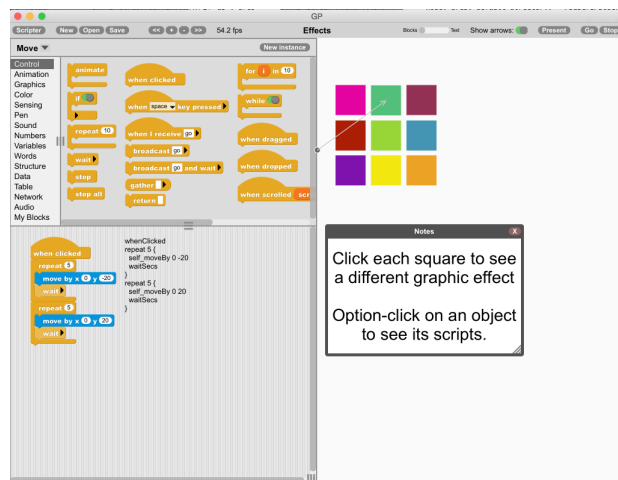 GP
Scripter New Open Save << + - >> 54.2 fps Effects Blocks Text Show arrows: Present Go Stop
Move New instance
Control
Animation
Graphics
Color
Sensing
Pen
Sound
Numbers
Variables
Words
Structure
Data
Table
Network
Audio
My Blocks
animate
if
repeat 10
wait
step
stop all
when clicked
when space key pressed
when I receive go
broadcast go
broadcast go and wait
gather
return
for i in 10
while
when dragged
when dropped
when scrolled scr
when clicked
repeat 5
move by x 0 y -20
wait
repeat 5
move by x 0 y 20
wait
whenClicked
repeat 5 {
self_moveBy 0 -20
waitSecs
}
repeat 5 {
self_moveBy 0 20
waitSecs
}
Notes X
Click each square to see
a different graphic effect
Option-click on an object
to see its scripts.